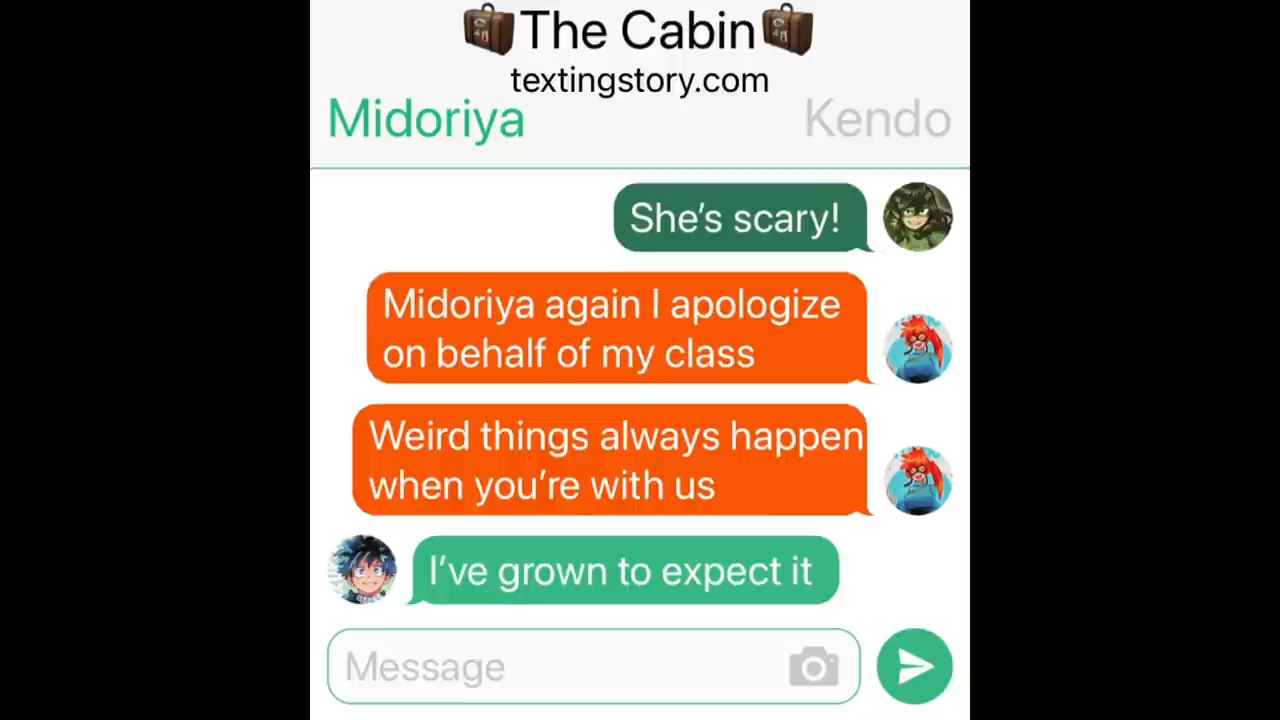 The Cabin
textingstory.com
Midoriya Kendo
She's scary!
Midoriya again I apologize
on behalf of my class
Weird things always happen
when you're with us
I've grown to expect it
Message